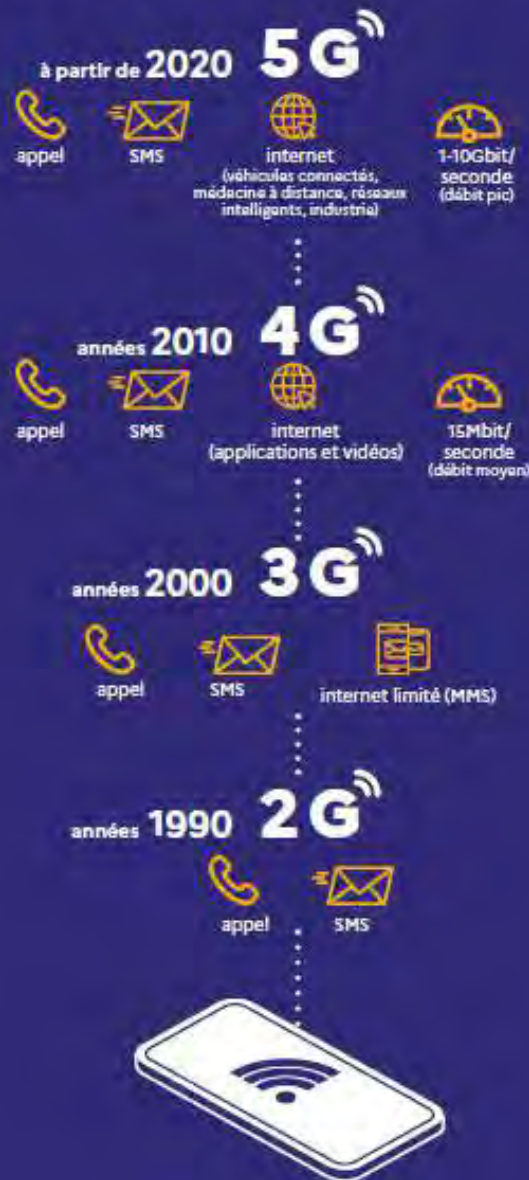 à partir de 2020 5G
appel
SMS
internet
(véhicules connectés,
médecine à distance, réseaux
intelligents, industrie)
1-10Gbit/
seconde
(débit pic)
années 2010 4G
appel
SMS
internet
(applications et vidéos)
15Mbit/
seconde
(débit moyen)
années 2000 3G
appel
SMS
internet limité (MMS)
années 1990 2G
appel
SMS